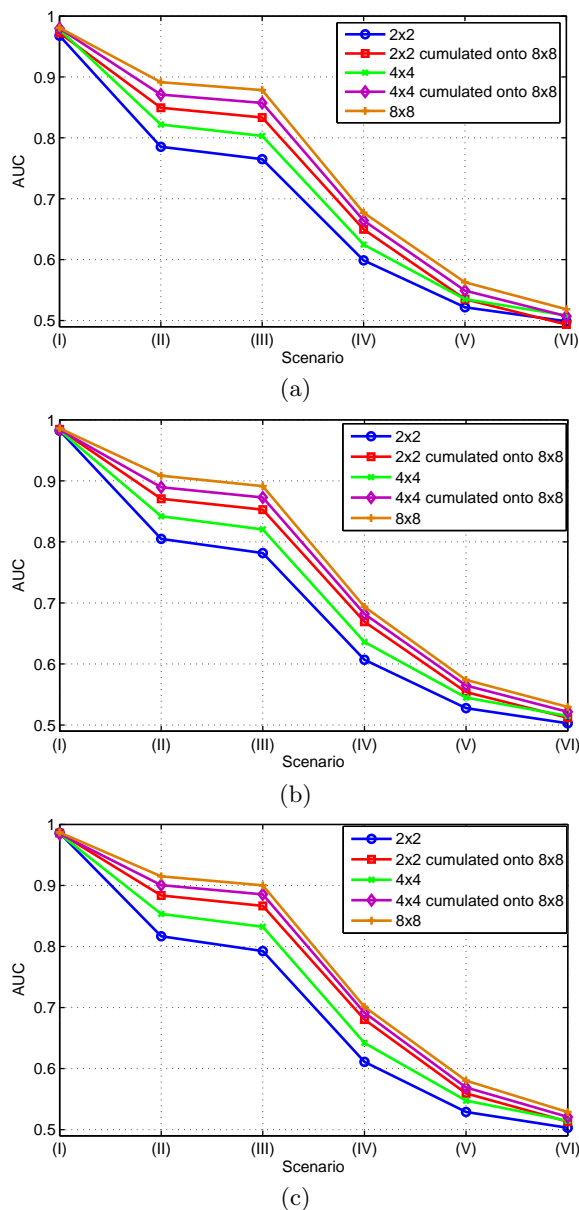 1
0.9
0.8
0.7
0.6
0.5
AUC
2x2
2x2 cumulated onto 8x8
4x4
4x4 cumulated onto 8x8
8x8
(I) (II) (III) (IV) (V) (VI)
Scenario
(a)
1
0.9
0.8
0.7
0.6
0.5
AUC
2x2
2x2 cumulated onto 8x8
4x4
4x4 cumulated onto 8x8
8x8
(I) (II) (III) (IV) (V) (VI)
Scenario
(b)
1
0.9
0.8
0.7
0.6
0.5
AUC
2x2
2x2 cumulated onto 8x8
4x4
4x4 cumulated onto 8x8
8x8
(I) (II) (III) (IV) (V) (VI)
Scenario
(c)